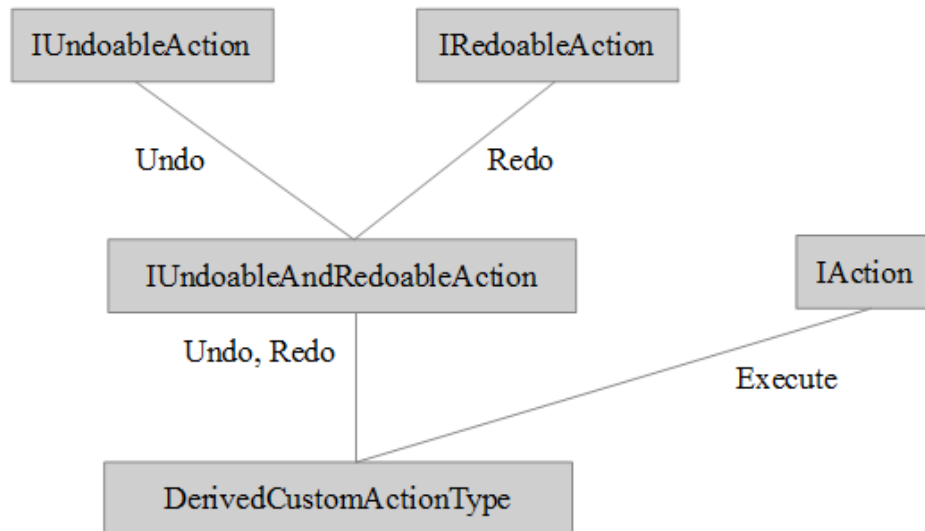 IUndoableAction
IRedoableAction
Undo
Redo
IUndoableAndRedoableAction
IAction
Undo, Redo
Execute
DerivedCustomActionType